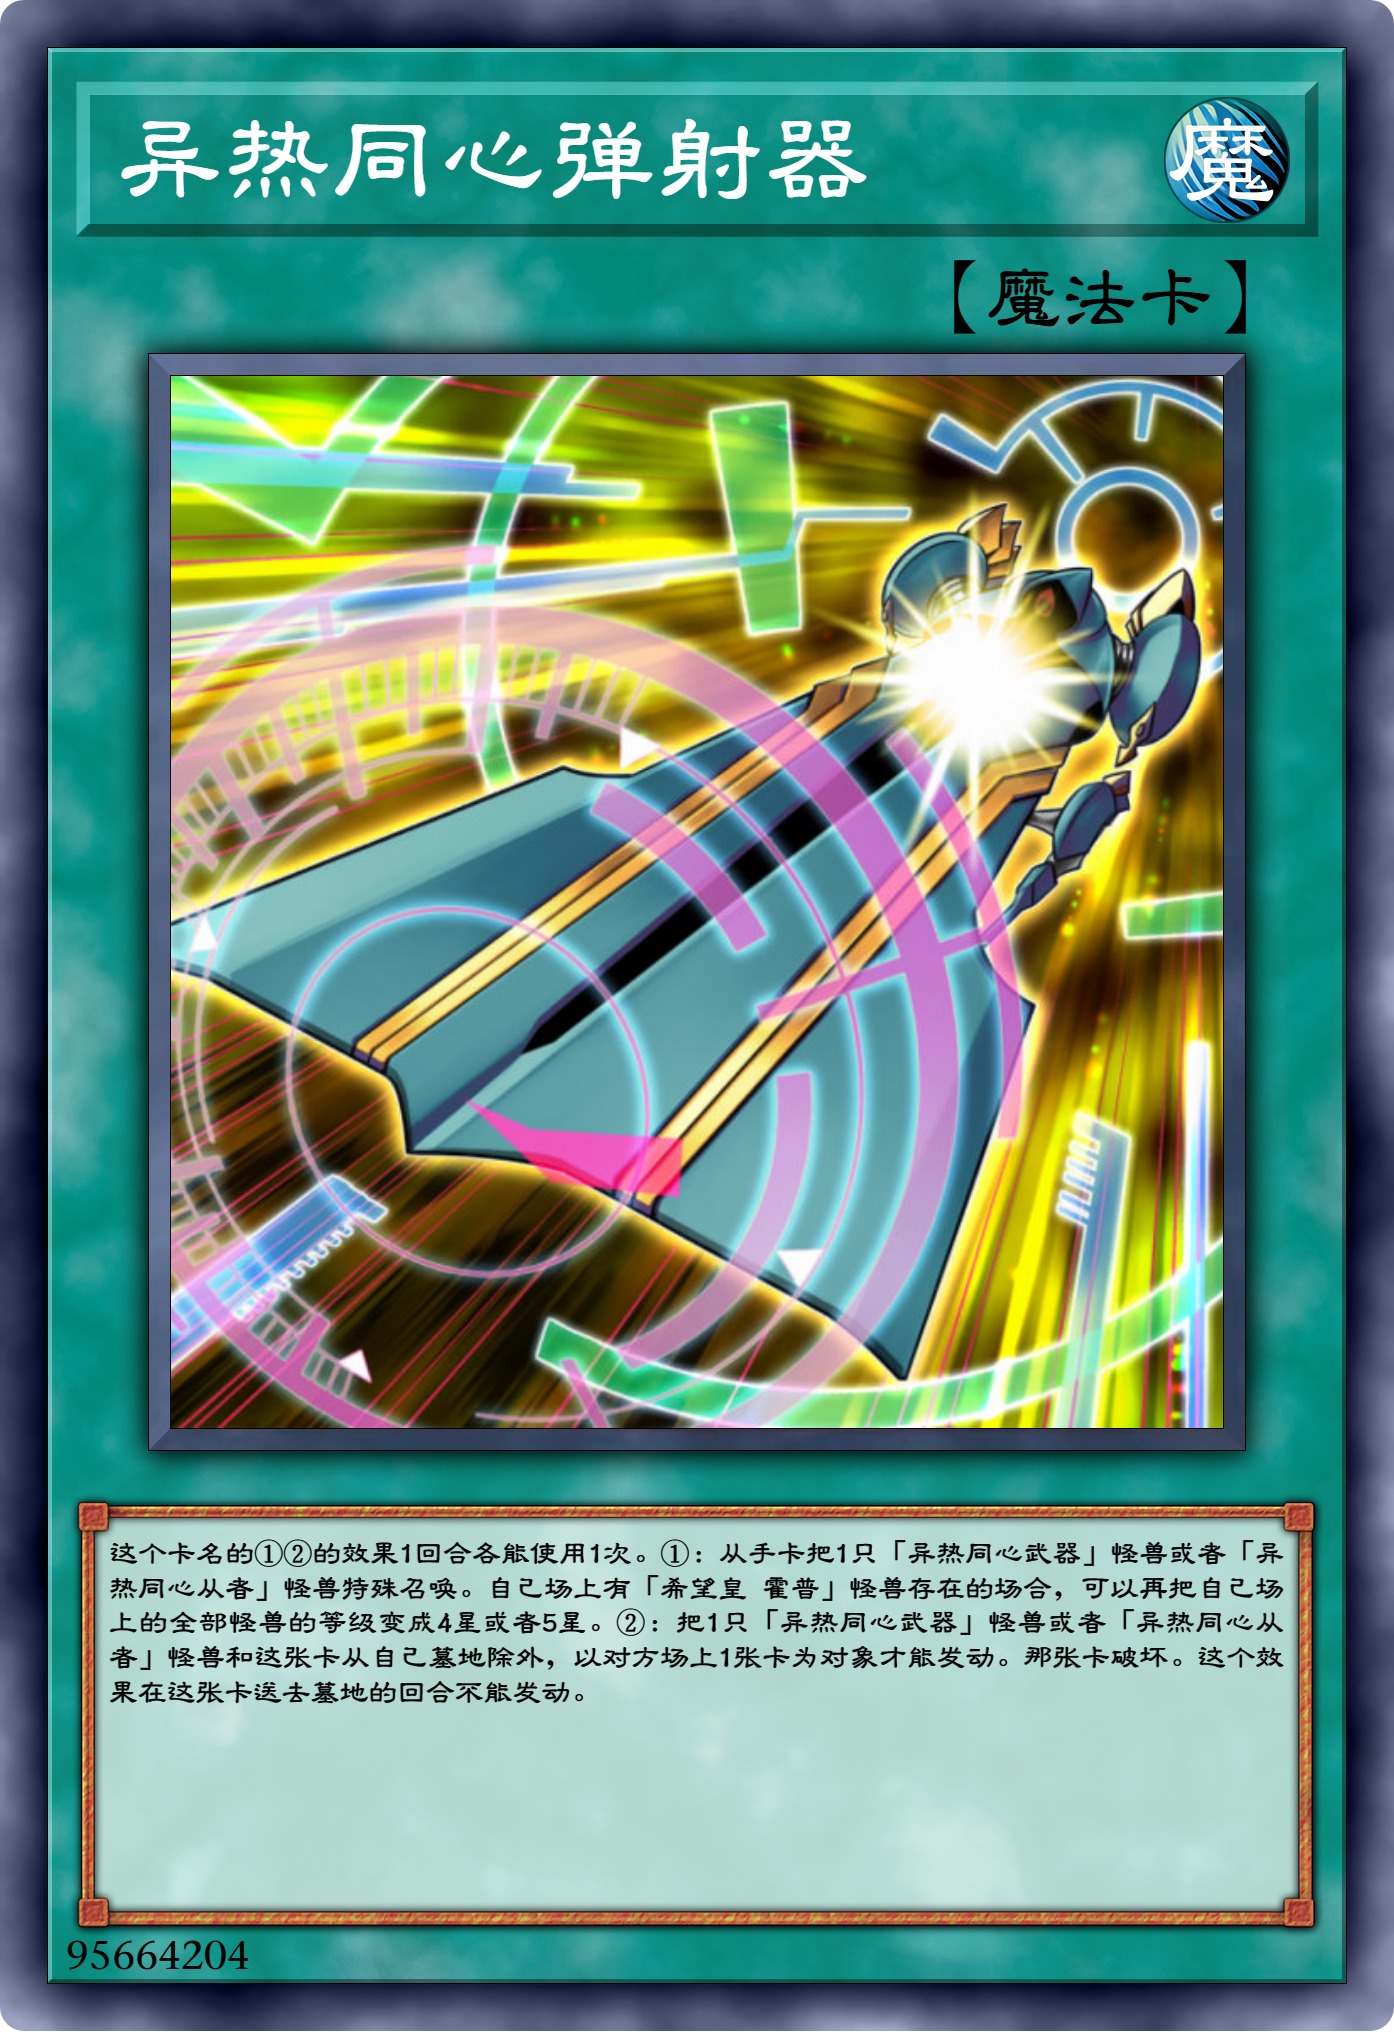 异热同心弹射器
魔
【魔法卡】
这个卡名的①②的效果1回合各能使用1次。①：从手卡把1只「异热同心武器」怪兽或者「异
热同心从者」怪兽特殊召唤。自己场上有「希望皇 霍普」怪兽存在的场合，可以再把自己场
上的全部怪兽的等级变成4星或者5星。②：把1只「异热同心武器」怪兽或者「异热同心从
者」怪兽和这张卡从自己墓地除外，以对方场上1张卡为对象才能发动。那张卡破坏。这个效
果在这张卡送去墓地的回合不能发动。
95664204